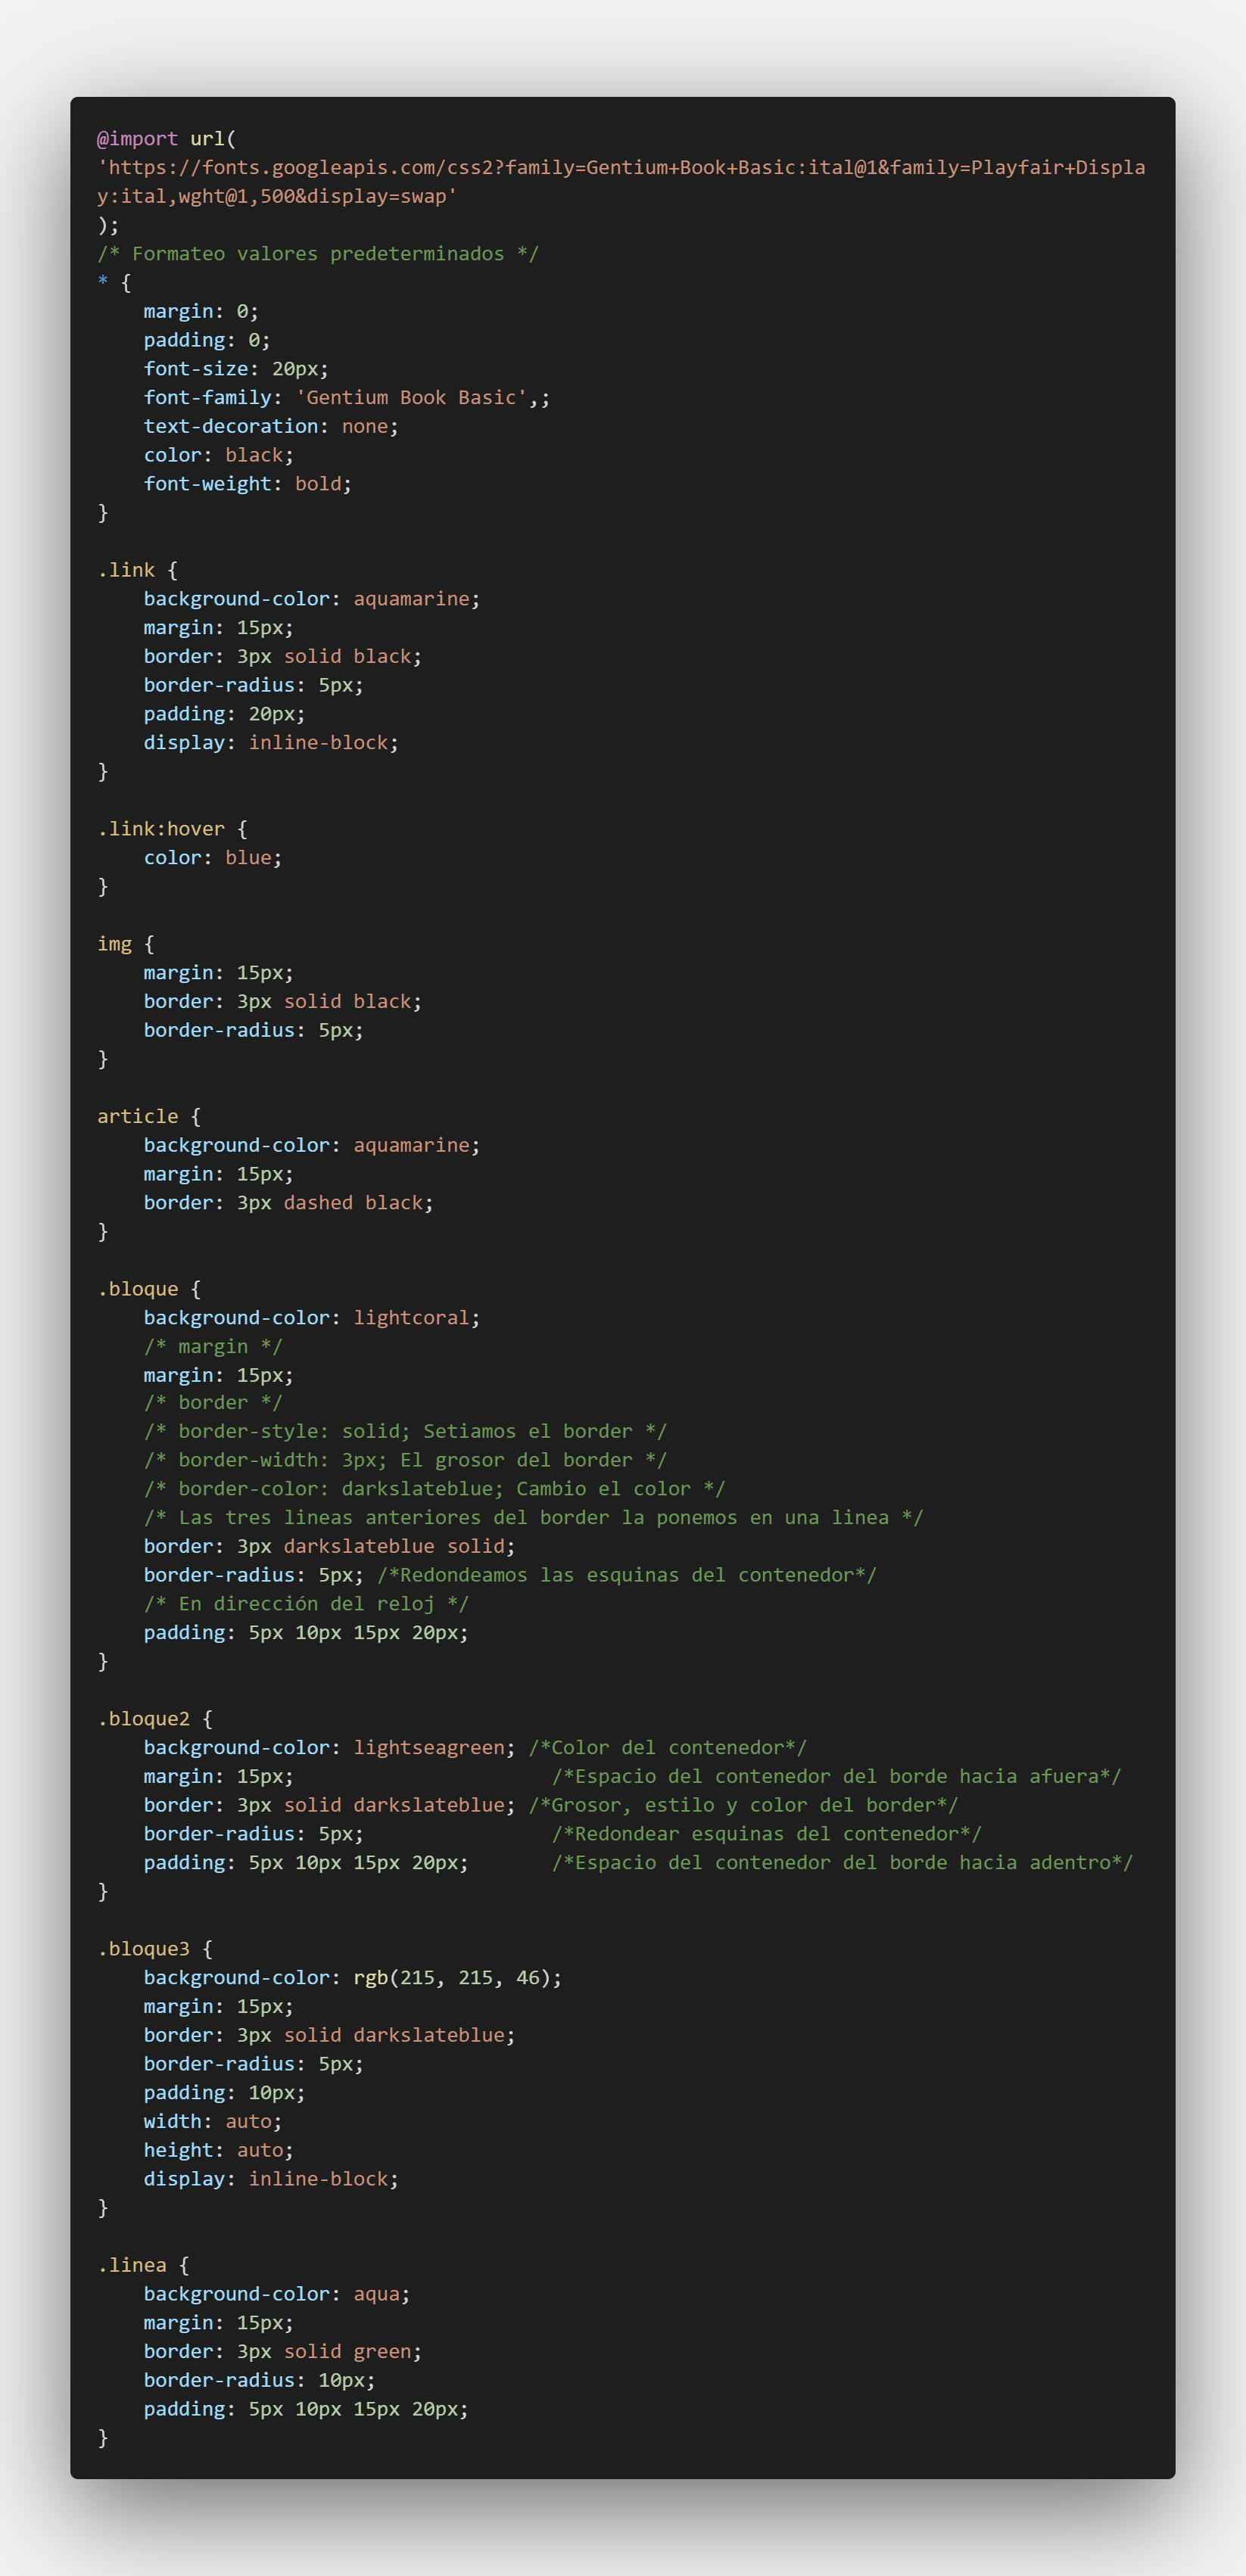 @import url(
'https://fonts.googleapis.com/css2?family=Gentium+Book+Basic:ital@1&family=Playfair+Displa
y:ital,wght@1,500&display=swap'
);
/* Formateo valores predeterminados */
* {
    margin: 0;
    padding: 0;
    font-size: 20px;
    font-family: 'Gentium Book Basic',;
    text-decoration: none;
    color: black;
    font-weight: bold;
}

.link {
    background-color: aquamarine;
    margin: 15px;
    border: 3px solid black;
    border-radius: 5px;
    padding: 20px;
    display: inline-block;
}

.link:hover {
    color: blue;
}

img {
    margin: 15px;
    border: 3px solid black;
    border-radius: 5px;
}

article {
    background-color: aquamarine;
    margin: 15px;
    border: 3px dashed black;
}

.bloque {
    background-color: lightcoral;
    /* margin */
    margin: 15px;
    /* border */
    /* border-style: solid; Setiamos el border */
    /* border-width: 3px; El grosor del border */
    /* border-color: darkslateblue; Cambio el color */
    /* Las tres lineas anteriores del border la ponemos en una linea */
    border: 3px darkslateblue solid;
    border-radius: 5px; /*Redondeamos las esquinas del contenedor*/
    /* En dirección del reloj */
    padding: 5px 10px 15px 20px;
}

.bloque2 {
    background-color: lightseagreen; /*Color del contenedor*/
    margin: 15px;                      /*Espacio del contenedor del borde hacia afuera*/
    border: 3px solid darkslateblue; /*Grosor, estilo y color del border*/
    border-radius: 5px;                /*Redondear esquinas del contenedor*/
    padding: 5px 10px 15px 20px;       /*Espacio del contenedor del borde hacia adentro*/
}

.bloque3 {
    background-color: rgb(215, 215, 46);
    margin: 15px;
    border: 3px solid darkslateblue;
    border-radius: 5px;
    padding: 10px;
    width: auto;
    height: auto;
    display: inline-block;
}

.linea {
    background-color: aqua;
    margin: 15px;
    border: 3px solid green;
    border-radius: 10px;
    padding: 5px 10px 15px 20px;
}